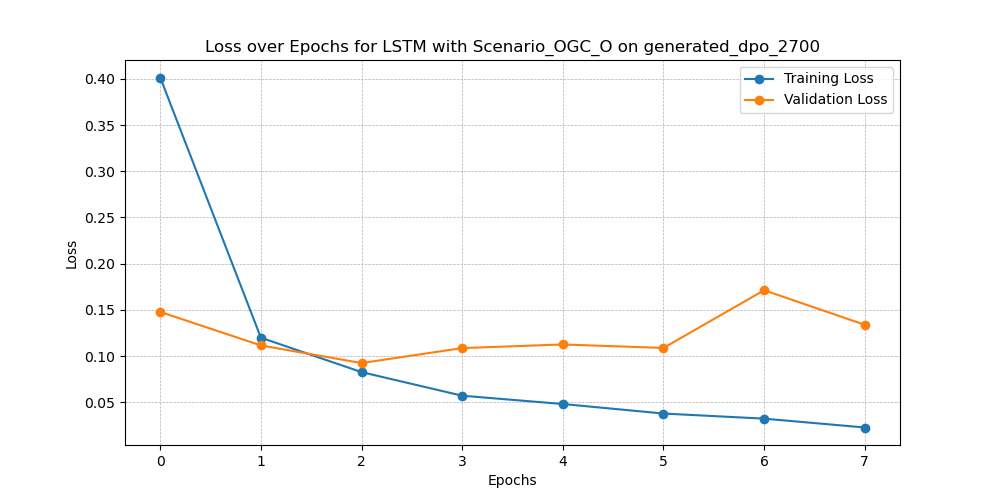 Loss over Epochs for LSTM with Scenario_OGC_O on generated_dpo_2700
Training Loss
Validation Loss
0.40
0.35
0.30
0.25
0.20
0.15
0.10
0.05
Loss
0 1 2 3 4 5 6 7
Epochs